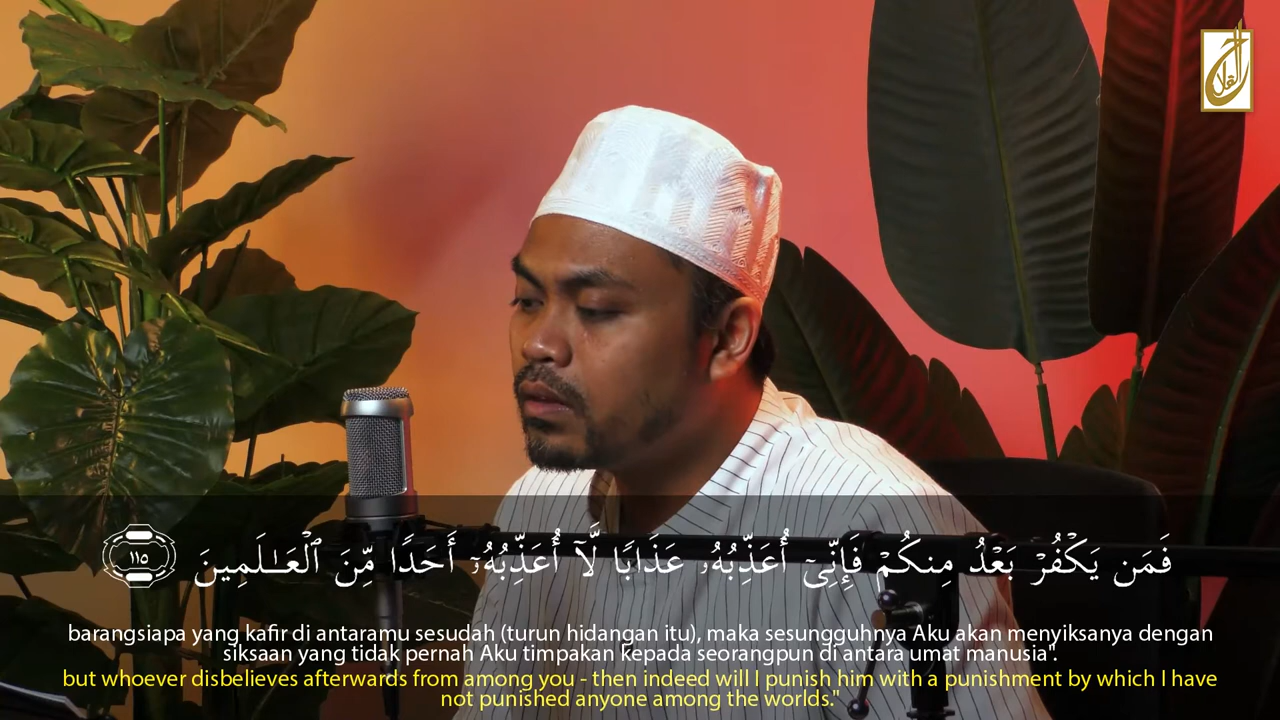 الفلاح
فَمَن يَكْفُرْ بَعْدُ مِنكُمْ فَإِنِّىٓ أُعَذِّبُهُۥ عَذَابًا لَّآ أُعَذِّبُهُۥٓ أَحَدًا مِّنَ ٱلْعَـٰلَمِينَ ١١٥
barangsiapa yang kafir di antaramu sesudah (turun hidangan itu), maka sesungguhnya Aku akan menyiksanya dengan
siksaan yang tidak pernah Aku timpakan kepada seorangpun di antara umat manusia".
but whoever disbelieves afterwards from among you - then indeed will I punish him with a punishment by which I have
not punished anyone among the worlds."